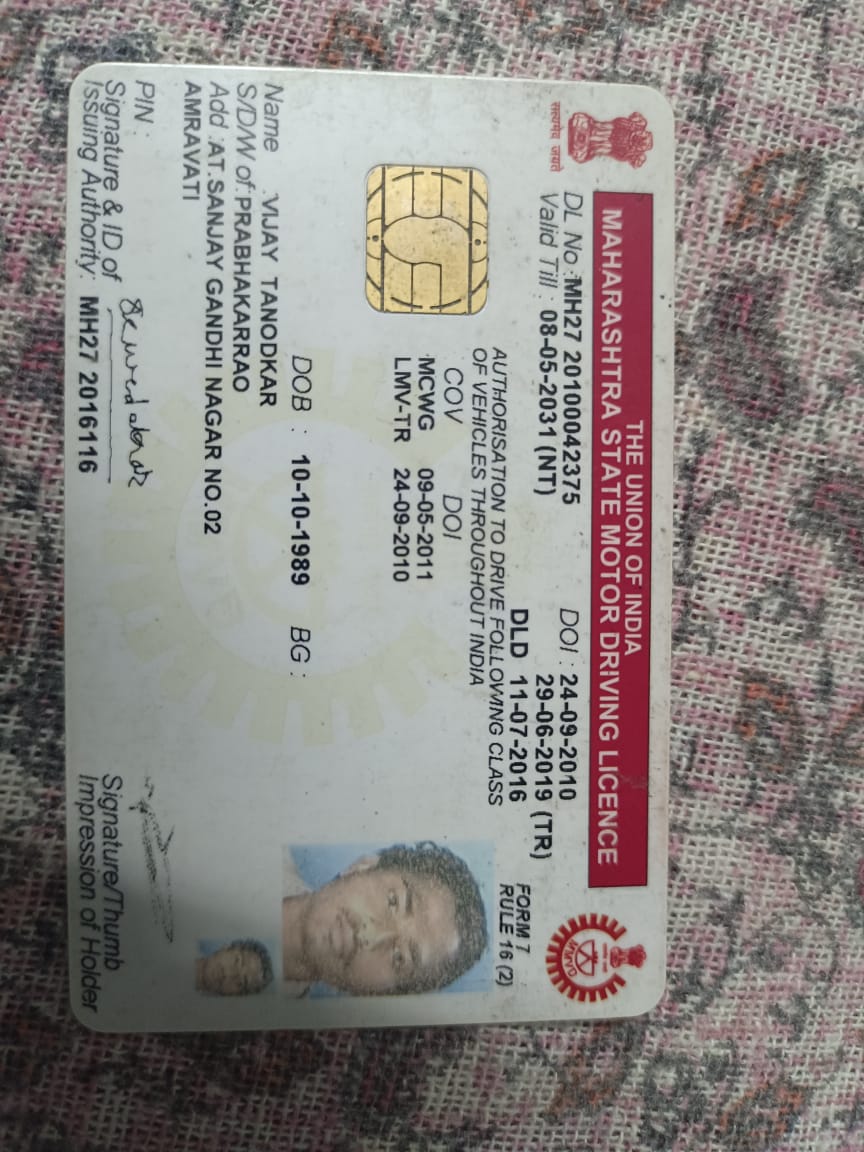 सत्यमेव जयते
THE UNION OF INDIA
MAHARASHTRA STATE MOTOR DRIVING LICENCE
DL No : MH27 20100042375 DOI : 24-09-2010
Valid Till : 08-05-2031 (NT) 29-06-2019 (TR)
DLD 11-07-2016
FORM 7
RULE 16 (2)
AUTHORISATION TO DRIVE FOLLOWING CLASS
OF VEHICLES THROUGHOUT INDIA
COV DOI
MCWG 09-05-2011
LMV-TR 24-09-2010
DOB : 10-10-1989 BG :
Name : VIJAY TANODKAR
S/D/W of : PRABHAKARRAO
Add : AT.SANJAY GANDHI NAGAR NO.02
AMRAVATI
PIN :
Signature & ID of
Issuing Authority: MH27 2016116
Signature/Thumb
Impression of Holder